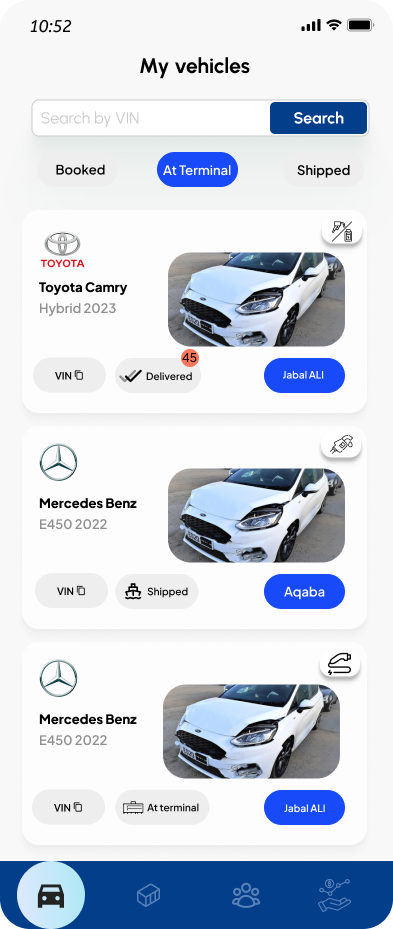 10:52
My vehicles
Search by VIN
Search
Booked
At Terminal
Shipped
TOYOTA
Toyota Camry
Hybrid 2023
VIN
Delivered
45
Jabal ALI
Mercedes Benz
E450 2022
VIN
Shipped
Aqaba
Mercedes Benz
E450 2022
VIN
At terminal
Jabal ALI